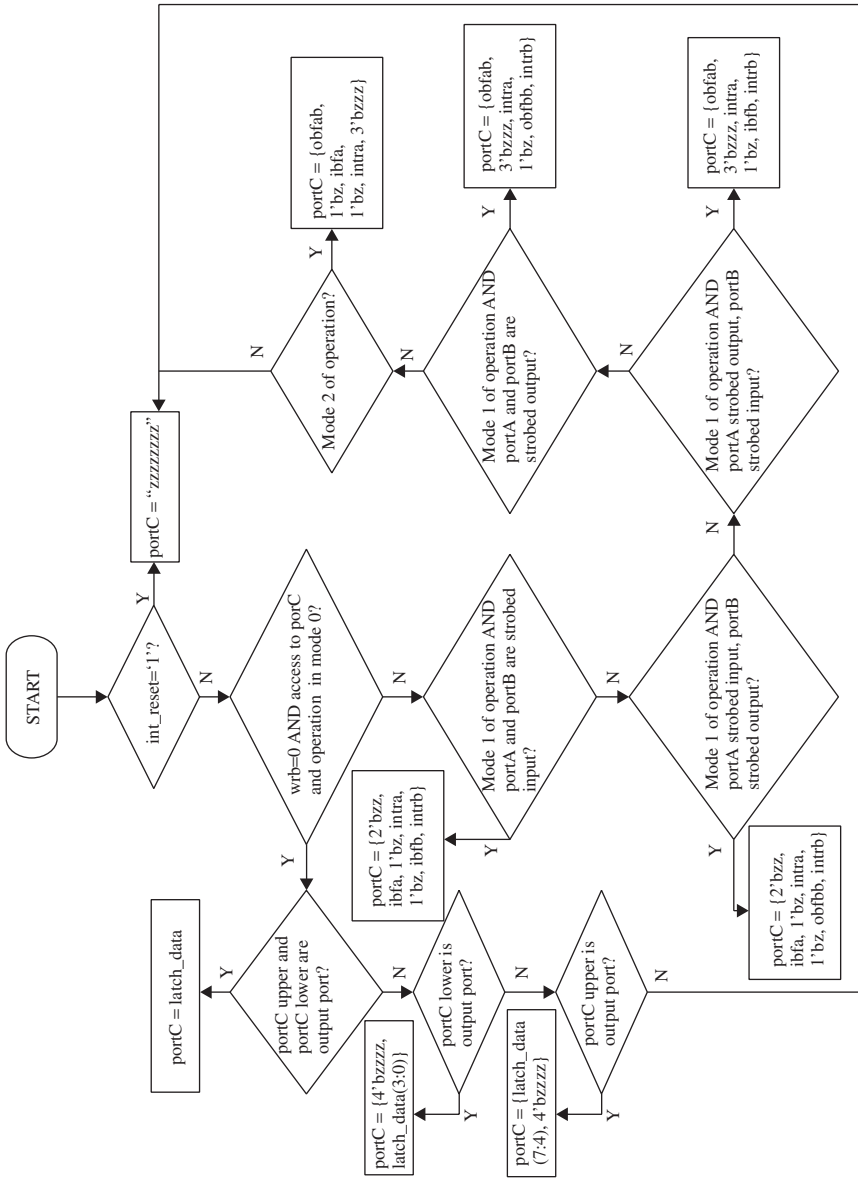 START
int_reset=‘1’?
Y
N
portC = “zzzzzzzzz”
wrb=0 AND access to porC
and operation in mode 0?
Y
N
portC upper and
portC lower are
output port?
Y
N
portC = latch_data
portC lower is
output port?
Y
N
portC = {4’bzzzz,
latch_data(3:0)}
portC upper is
output port?
Y
N
portC = {latch_data
(7:4), 4’bzzzz}
Mode 1 of operation AND
portA and portB are strobed
input?
Y
N
portC = {2’bzz,
ibfa, 1’bz, intra,
1’bz, ibfb, intrb}
Mode 1 of operation AND
portA strobed input, portB
strobed output?
Y
N
portC = {2’bzz,
ibfa, 1’bz, intra,
1’bz, obfbb, intrb}
Mode 1 of operation AND
portA strobed output, portB
strobed input?
Y
N
portC = {obfab,
3’bzzz, intra,
1’bz, ibfb, intrb}
Mode 1 of operation AND
portA and portB are
strobed output?
Y
N
portC = {obfab,
3’bzzz, intra,
1’bz, obfbb, intrb}
Mode 2 of operation?
Y
N
portC = {obfab,
1’bz, ibfa,
1’bz, intra, 3’bzzz}